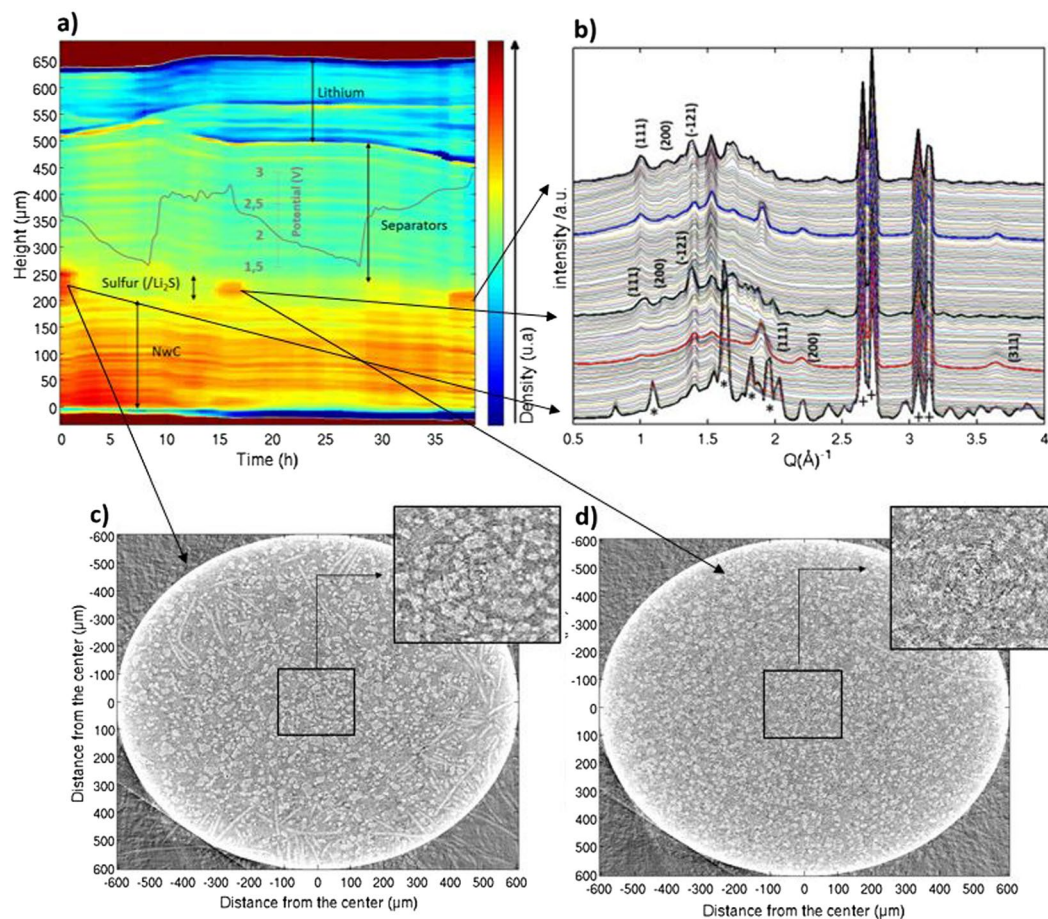 a)
650
600
550
500
450
400
350
300
250
200
150
100
50
0
Height (µm)
0 5 10 15 20 25 30 35
Time (h)
Lithium
Separators
Sulfur (/Li₂S)
NwC
3
2,5
2
1,5
Potential (V)
Density (u.a)
b)
intensity /a.u.
(111) (200) (-121)
(111) (200) (-121)
(111) (200) (311)
* * * * + + + +
0.5 1 1.5 2 2.5 3 3.5 4
Q(Å)⁻¹
c)
-600
-500
-400
-300
-200
-100
0
100
200
300
400
500
600
Distance from the center (µm)
-600 -500 -400 -300 -200 -100 0 100 200 300 400 500 600
Distance from the center (µm)
d)
-600
-500
-400
-300
-200
-100
0
100
200
300
400
500
600
Distance from the center (µm)
-600 -500 -400 -300 -200 -100 0 100 200 300 400 500 600
Distance from the center (µm)